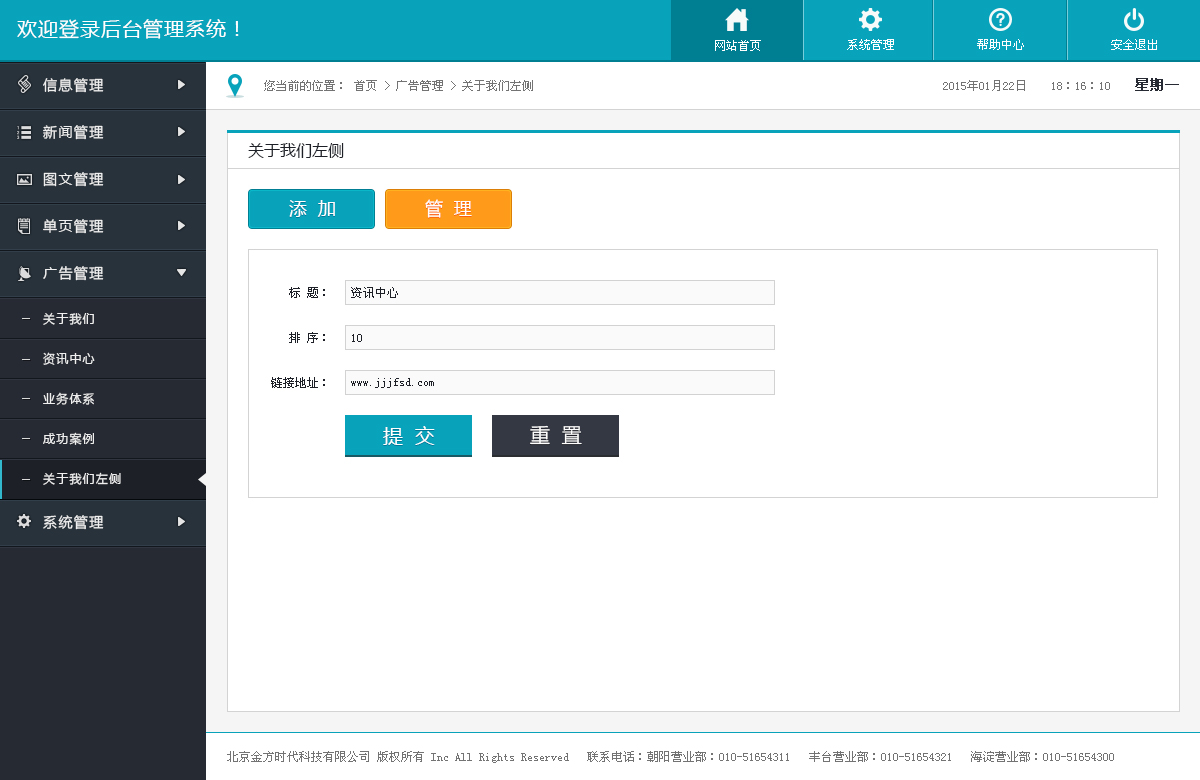 欢迎登录后台管理系统！
网站首页
系统管理
帮助中心
安全退出
信息管理
新闻管理
图文管理
单页管理
广告管理
关于我们
资讯中心
业务体系
成功案例
关于我们左侧
系统管理
您当前的位置： 首页 > 广告管理 > 关于我们左侧
2015年01月22日 18：16：10 星期一
关于我们左侧
添 加
管 理
标 题： 资讯中心
排 序： 10
链接地址： www.jjjfsd.com
提 交
重 置
北京金方时代科技有限公司 版权所有 Inc All Rights Reserved 联系电话：朝阳营业部：010-51654311 丰台营业部：010-51654321 海淀营业部：010-51654300